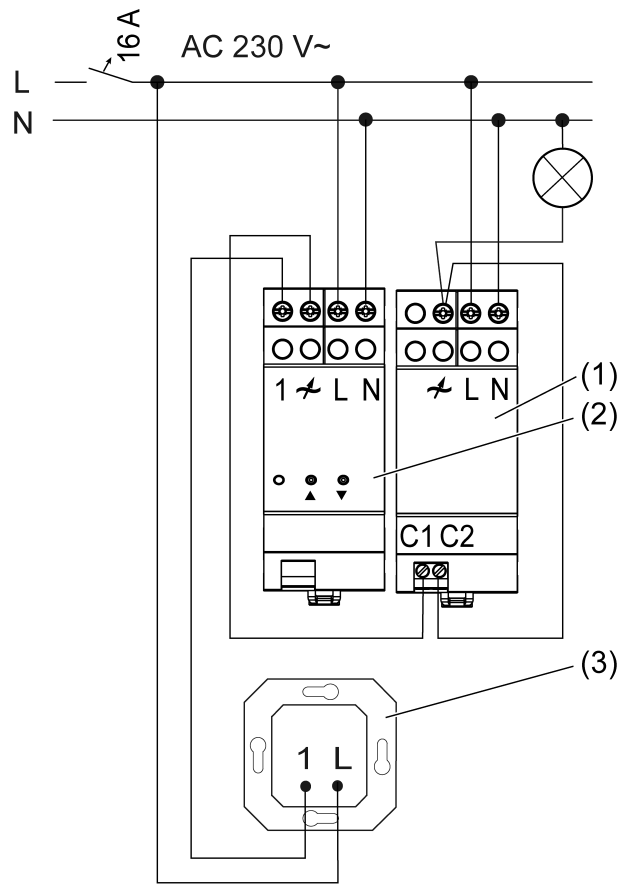 16 A
AC 230 V~
L
N
1 L N
L N
(1)
(2)
▲ ▼
C1 C2
(3)
1 L